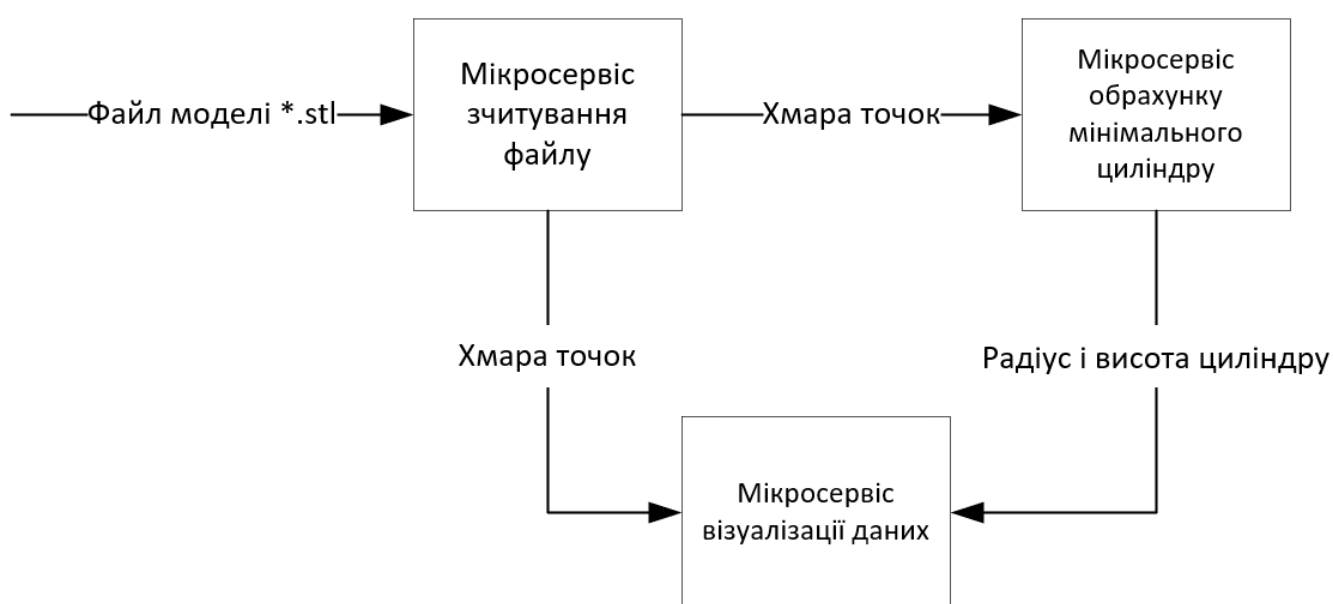 Файл моделі *.stl
Мікросервіс
зчитування
файлу
Хмара точок
Мікросервіс
обрахунку
мінімального
циліндру
Хмара точок
Радіус і висота циліндру
Мікросервіс
візуалізації даних